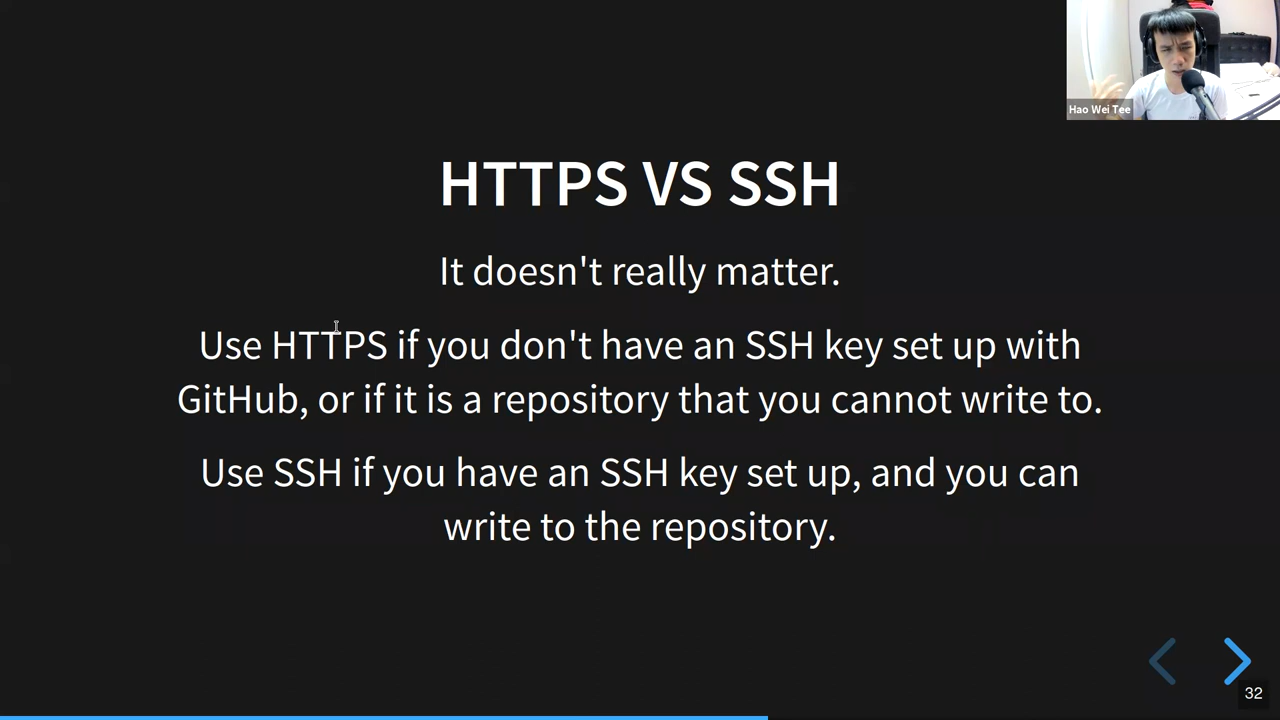 Hao Wei Tee
HTTPS VS SSH
It doesn't really matter.
Use HTTPS if you don't have an SSH key set up with
GitHub, or if it is a repository that you cannot write to.
Use SSH if you have an SSH key set up, and you can
write to the repository.
32